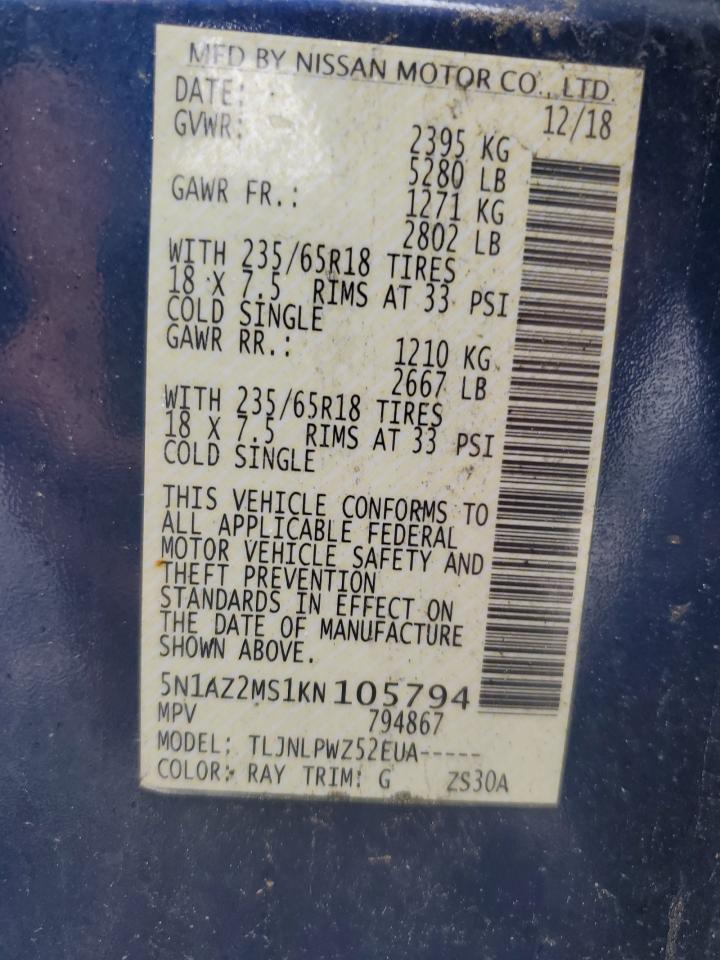 MFD BY NISSAN MOTOR CO., LTD.
DATE: 12/18
GVWR: 2395 KG
5280 LB
GAWR FR.: 1271 KG
2802 LB
WITH 235/65R18 TIRES
18 X 7.5 RIMS AT 33 PSI
COLD SINGLE
GAWR RR.: 1210 KG
2667 LB
WITH 235/65R18 TIRES
18 X 7.5 RIMS AT 33 PSI
COLD SINGLE
THIS VEHICLE CONFORMS TO
ALL APPLICABLE FEDERAL
MOTOR VEHICLE SAFETY AND
THEFT PREVENTION
STANDARDS IN EFFECT ON
THE DATE OF MANUFACTURE
SHOWN ABOVE.
5N1AZ2MS1KN105794
MPV 794867
MODEL: TLJNLPWZ52EUA-----
COLOR: RAY TRIM: G ZS30A